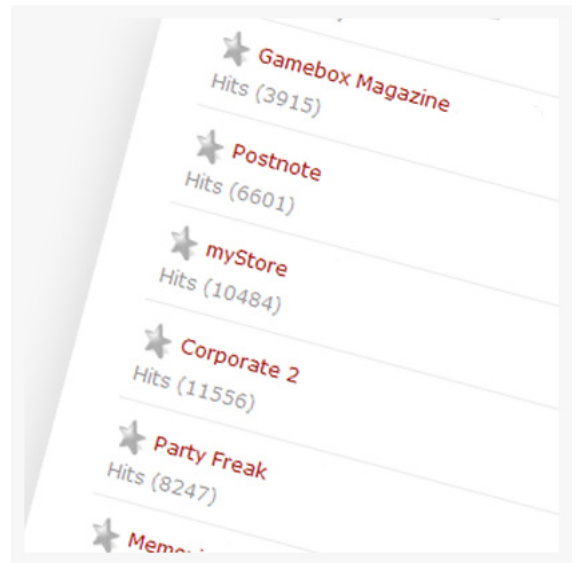 Gamebox Magazine
Hits (3915)
Postnote
Hits (6601)
myStore
Hits (10484)
Corporate 2
Hits (11556)
Party Freak
Hits (8247)